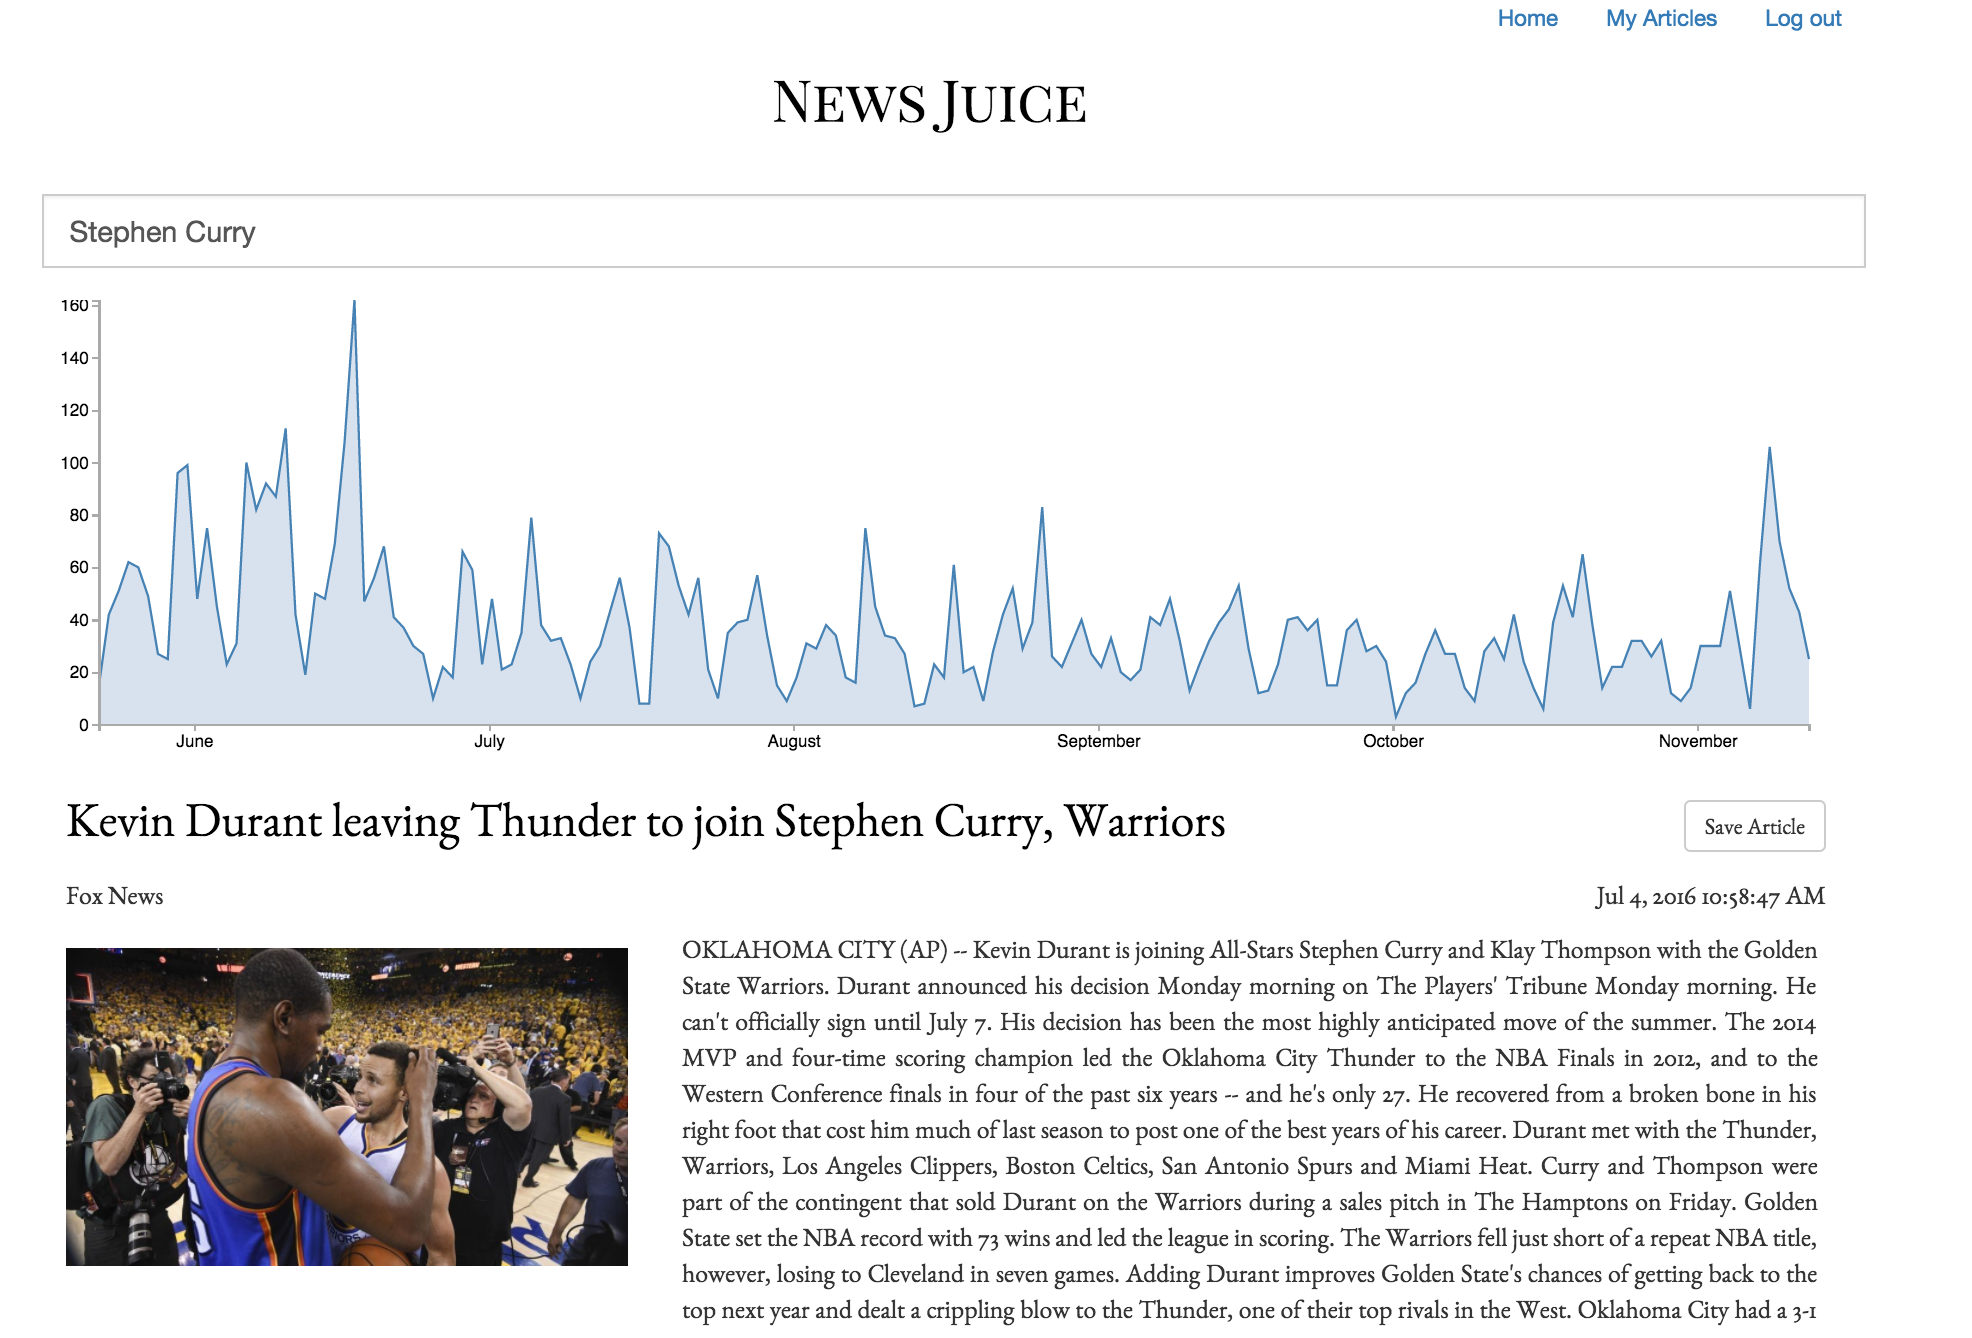 Home My Articles Log out
NEWS JUICE
Stephen Curry
160
140
120
100
80
60
40
20
0
June July August September October November
Kevin Durant leaving Thunder to join Stephen Curry, Warriors
Save Article
Fox News
Jul 4, 2016 10:58:47 AM
OKLAHOMA CITY (AP) -- Kevin Durant is joining All-Stars Stephen Curry and Klay Thompson with the Golden
State Warriors. Durant announced his decision Monday morning on The Players' Tribune Monday morning. He
can't officially sign until July 7. His decision has been the most highly anticipated move of the summer. The 2014
MVP and four-time scoring champion led the Oklahoma City Thunder to the NBA Finals in 2012, and to the
Western Conference finals in four of the past six years -- and he's only 27. He recovered from a broken bone in his
right foot that cost him much of last season to post one of the best years of his career. Durant met with the Thunder,
Warriors, Los Angeles Clippers, Boston Celtics, San Antonio Spurs and Miami Heat. Curry and Thompson were
part of the contingent that sold Durant on the Warriors during a sales pitch in The Hamptons on Friday. Golden
State set the NBA record with 73 wins and led the league in scoring. The Warriors fell just short of a repeat NBA title,
however, losing to Cleveland in seven games. Adding Durant improves Golden State's chances of getting back to the
top next year and dealt a crippling blow to the Thunder, one of their top rivals in the West. Oklahoma City had a 3-1